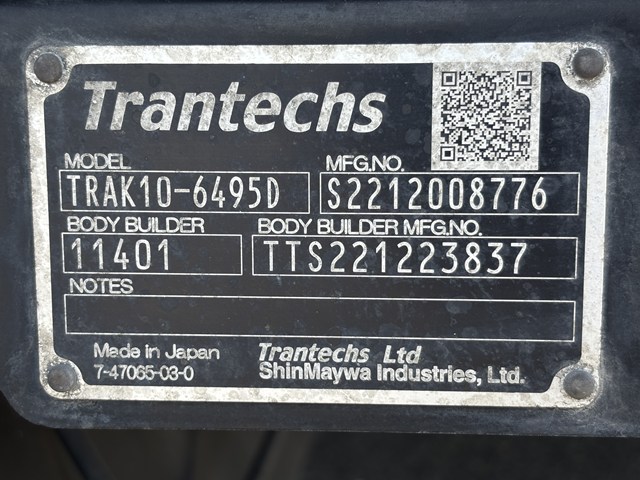 Trantechs
MODEL MFG.NO.
TRAK10-6495D S2212008776
BODY BUILDER BODY BUILDER MFG.NO.
11401 TTS221223837
NOTES
Made in Japan Trantechs Ltd
7-47065-03-0 ShinMaywa Industries, Ltd.